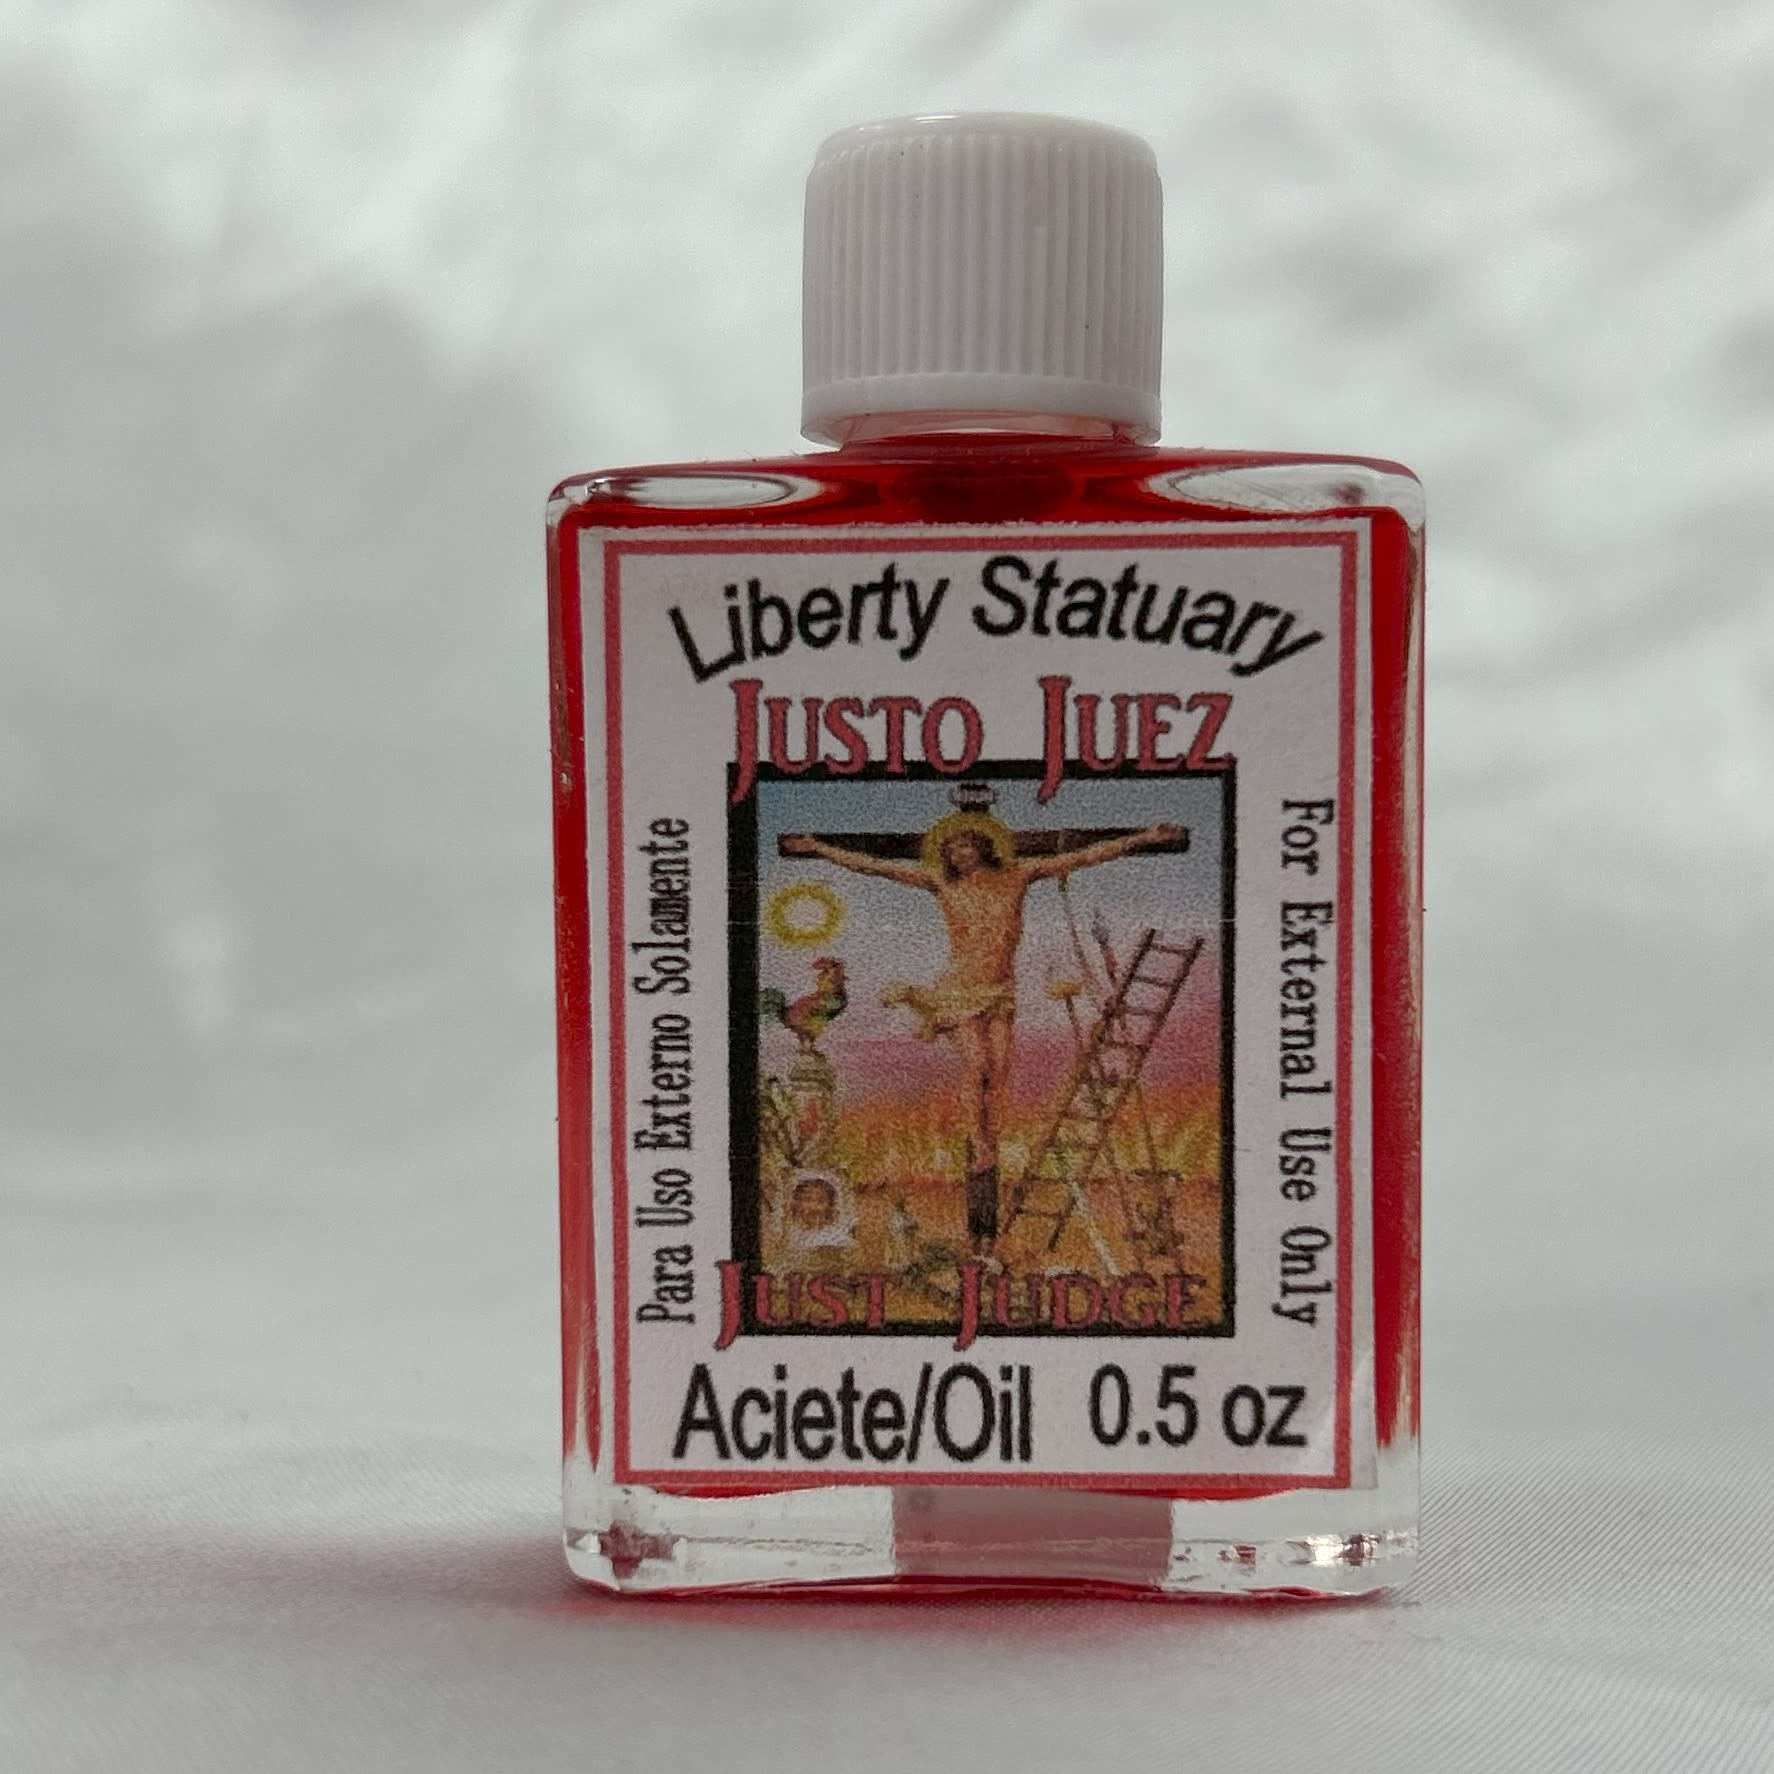 Liberty Statuary
JUSTO JUEZ
Para Uso Externo Solamente
For External Use Only
JUST JUDGE
Aciete/Oil 0.5 oz